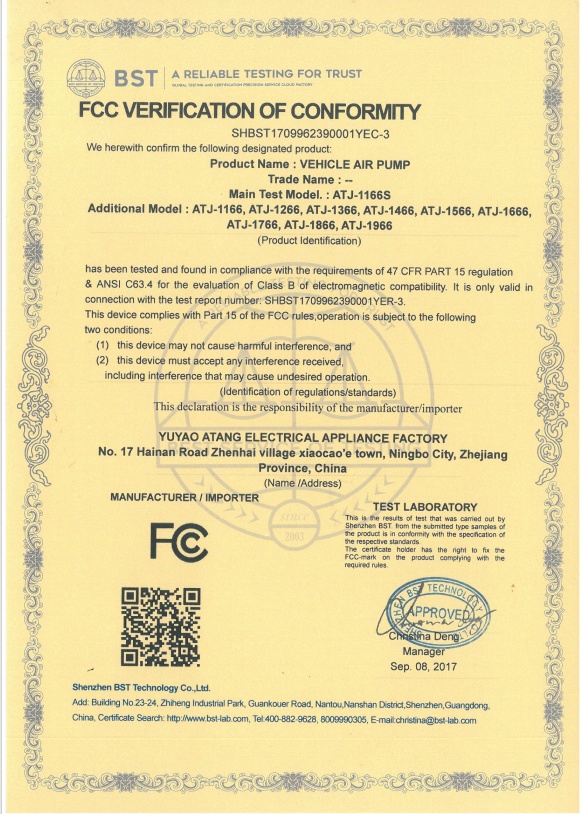 BST A RELIABLE TESTING FOR TRUST
GLOBAL TESTING AND CERTIFICATION PRECISION SERVICE CLOUD FACTORY
FCC VERIFICATION OF CONFORMITY
SHBST1709962390001YEC-3
We herewith confirm the following designated product:
Product Name : VEHICLE AIR PUMP
Trade Name : --
Main Test Model. : ATJ-1166S
Additional Model : ATJ-1166, ATJ-1266, ATJ-1366, ATJ-1466, ATJ-1566, ATJ-1666,
ATJ-1766, ATJ-1866, ATJ-1966
(Product Identification)
has been tested and found in compliance with the requirements of 47 CFR PART 15 regulation
& ANSI C63.4 for the evaluation of Class B of electromagnetic compatibility. It is only valid in
connection with the test report number: SHBST1709962390001YER-3.
This device complies with Part 15 of the FCC rules,operation is subject to the following
two conditions:
(1) this device may not cause harmful interference, and
(2) this device must accept any interference received,
including interference that may cause undesired operation.
(Identification of regulations/standards)
This declaration is the responsibility of the manufacturer/importer
YUYAO ATANG ELECTRICAL APPLIANCE FACTORY
No. 17 Hainan Road Zhenhai village xiaocao'e town, Ningbo City, Zhejiang
Province, China
(Name /Address)
MANUFACTURER / IMPORTER
FCC
TEST LABORATORY
This is the results of test that was carried out by
Shenzhen BST from the submitted type samples of
the product is in conformity with the specification of
the respective standards.
The certificate holder has the right to fix the
FCC-mark on the product complying with the
required rules.
SHENZHEN BST TECHNOLOGY
APPROVED
Christina Deng
Manager
Sep. 08, 2017
2003
Shenzhen BST Technology Co.,Ltd.
Add: Building No.23-24, Zhiheng Industrial Park, Guankouer Road, Nantou,Nanshan District,Shenzhen,Guangdong,
China, Certificate Search: http://www.bst-lab.com, Tel:400-882-9628, 8009990305, E-mail:christina@bst-lab.com